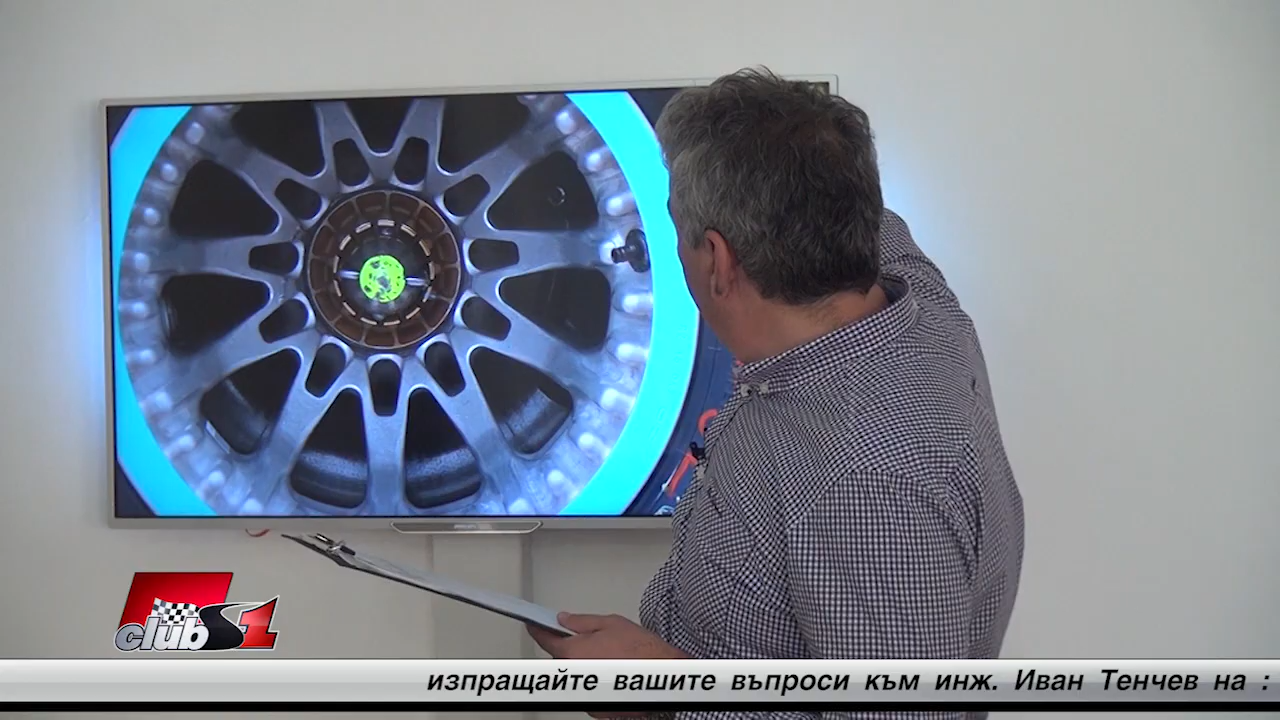 club S1
изпращайте вашите въпроси към инж. Иван Тенчев на :